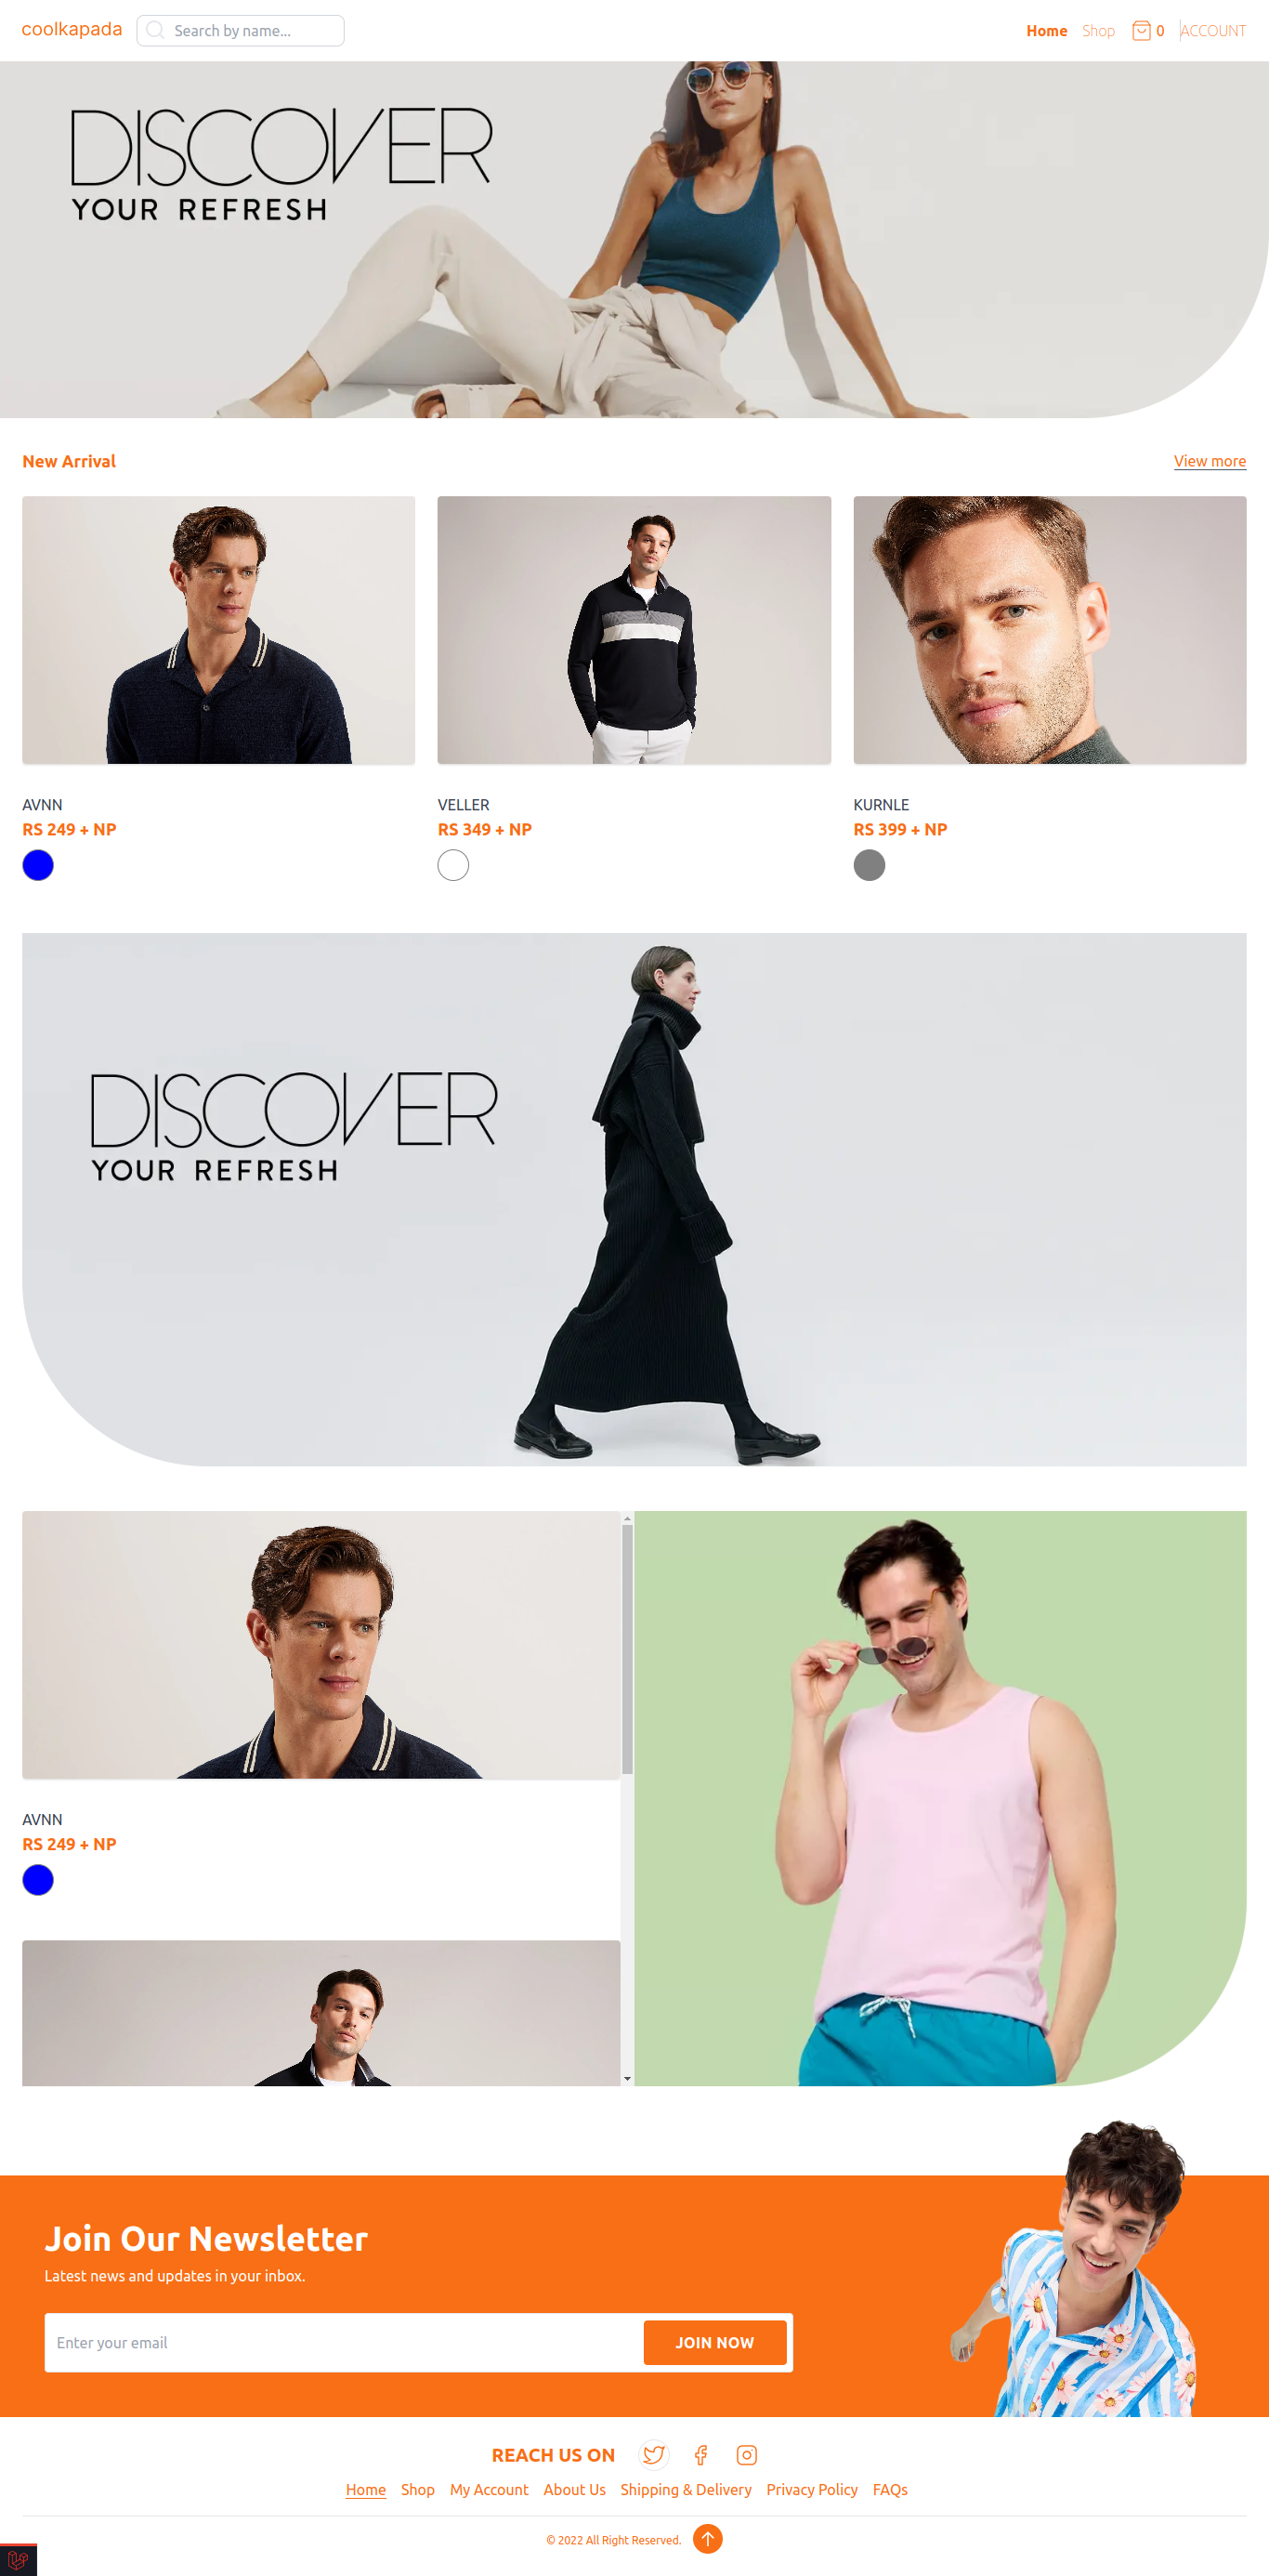 coolkapada
Search by name...
Home Shop 0 ACCOUNT
DISCOVER
YOUR REFRESH
New Arrival
View more
AVNN
RS 249 + NP
VELLER
RS 349 + NP
KURNLE
RS 399 + NP
DISCOVER
YOUR REFRESH
AVNN
RS 249 + NP
Join Our Newsletter
Latest news and updates in your inbox.
Enter your email
JOIN NOW
REACH US ON
Home Shop My Account About Us Shipping & Delivery Privacy Policy FAQs
© 2022 All Right Reserved.